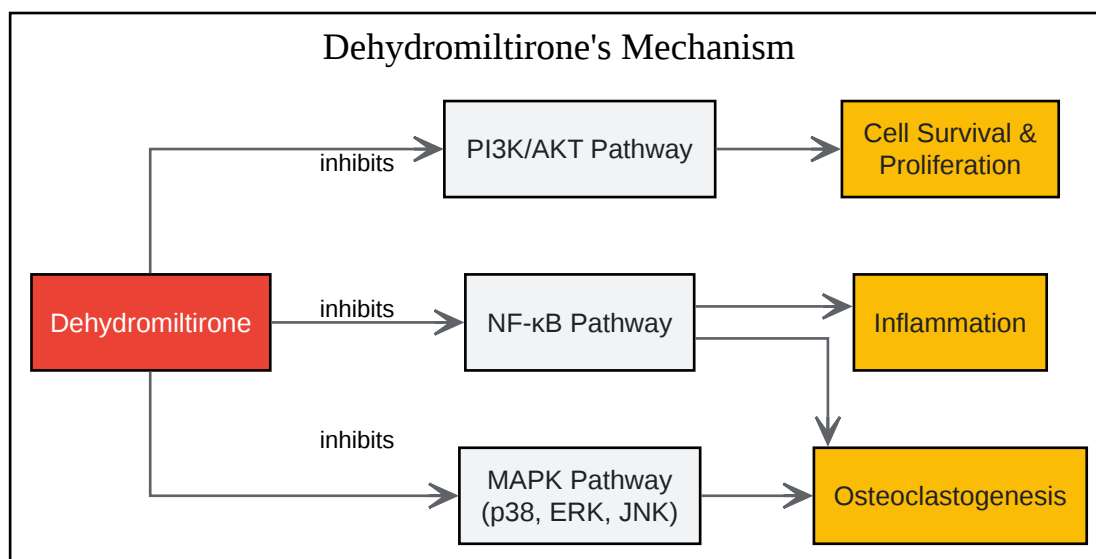 Dehydromiltirone's Mechanism
PI3K/AKT Pathway
Cell Survival &
Proliferation
inhibits
Dehydromiltirone
inhibits
NF-κB Pathway
Inflammation
inhibits
MAPK Pathway
(p38, ERK, JNK)
Osteoclastogenesis